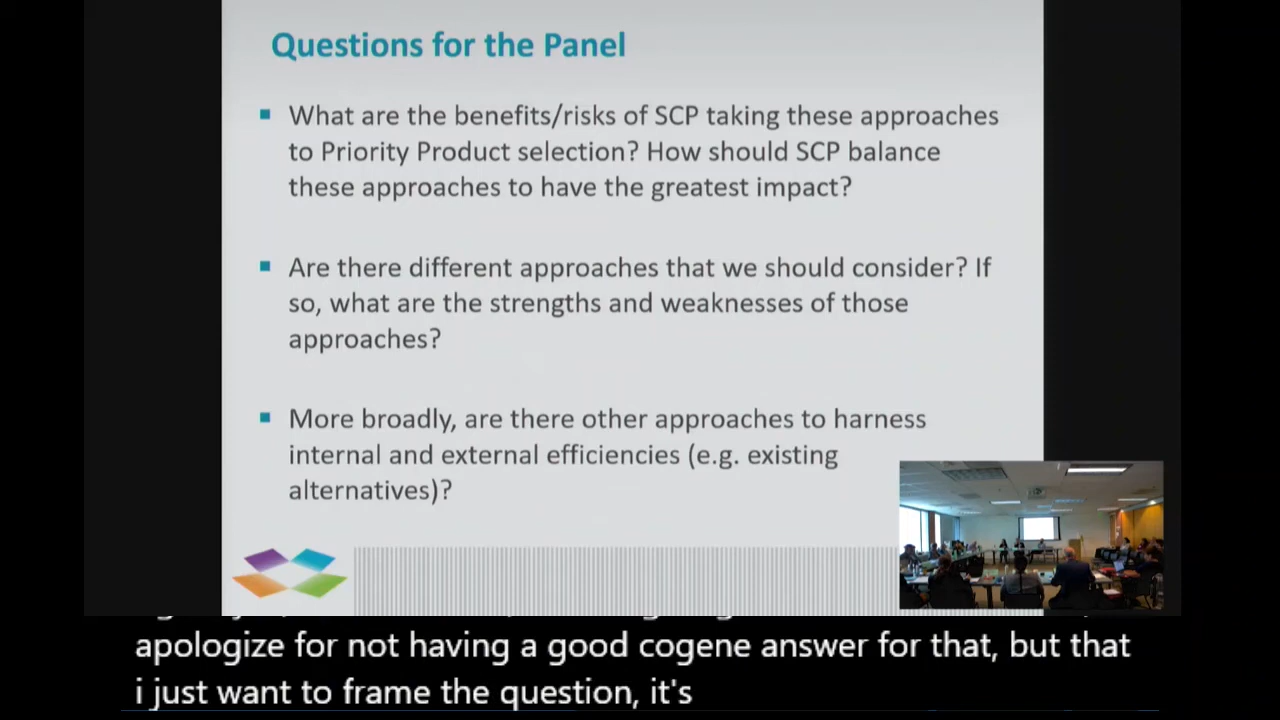 Questions for the Panel
What are the benefits/risks of SCP taking these approaches
to Priority Product selection? How should SCP balance
these approaches to have the greatest impact?
Are there different approaches that we should consider? If
so, what are the strengths and weaknesses of those
approaches?
More broadly, are there other approaches to harness
internal and external efficiencies (e.g. existing
alternatives)?
apologize for not having a good cogene answer for that, but that
i just want to frame the question, it's